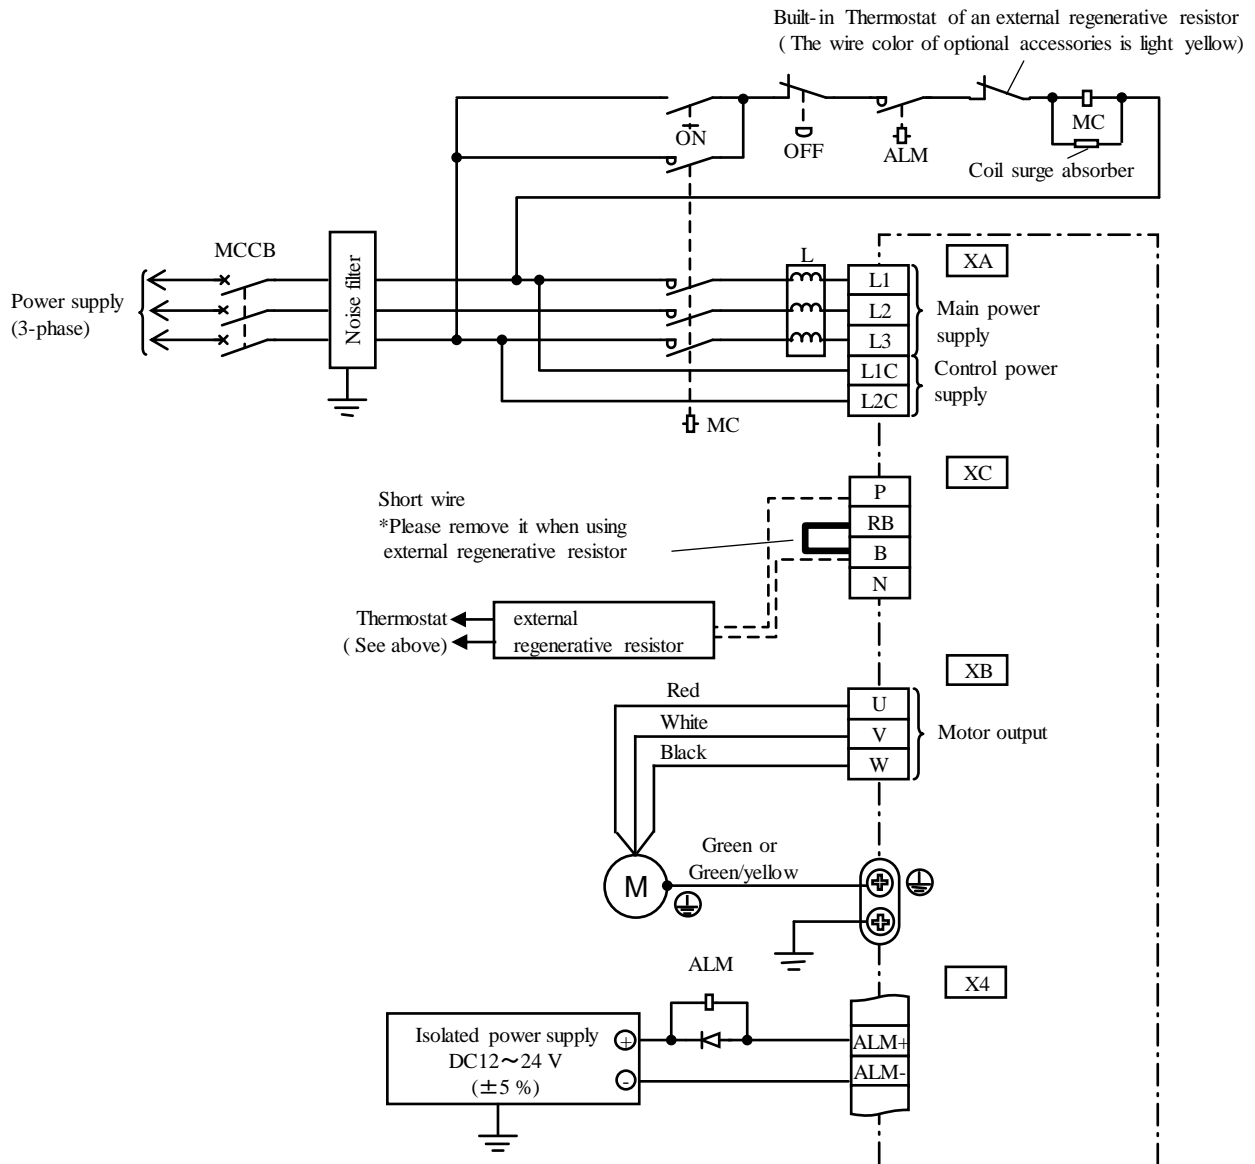 Built-in Thermostat of an external regenerative resistor
( The wire color of optional accessories is light yellow)
ON
OFF
ALM
MC
Coil surge absorber
MCCB
Noise filter
L
XA
Power supply
(3-phase)
L1
L2
L3
L1C
L2C
Main power
supply
Control power
supply
MC
XC
Short wire
*Please remove it when using
external regenerative resistor
P
RB
B
N
Thermostat
( See above)
external
regenerative resistor
XB
Red
White
Black
U
V
W
Motor output
Green or
Green/yellow
M
ALM
X4
Isolated power supply
DC12～24 V
(±5 %)
+
-
ALM+
ALM-